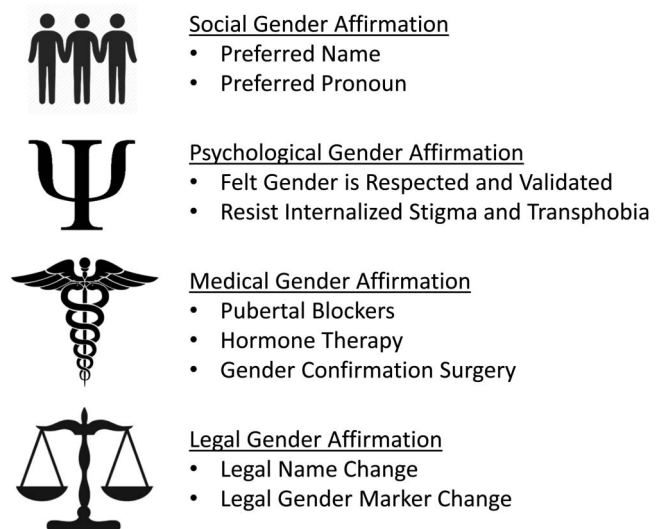 Social Gender Affirmation
• Preferred Name
• Preferred Pronoun
Psychological Gender Affirmation
• Felt Gender is Respected and Validated
• Resist Internalized Stigma and Transphobia
Medical Gender Affirmation
• Pubertal Blockers
• Hormone Therapy
• Gender Confirmation Surgery
Legal Gender Affirmation
• Legal Name Change
• Legal Gender Marker Change